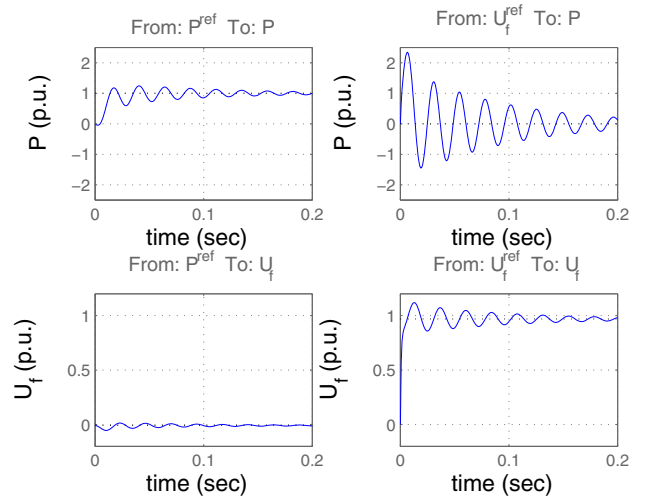 From: P^ref To: P
P (p.u.)
2
1
0
−1
−2
0 0.1 0.2
time (sec)
From: U_f^ref To: P
P (p.u.)
2
1
0
−1
−2
0 0.1 0.2
time (sec)
From: P^ref To: U_f
U_f (p.u.)
1
0.5
0
0 0.1 0.2
time (sec)
From: U_f^ref To: U_f
U_f (p.u.)
1
0.5
0
0 0.1 0.2
time (sec)